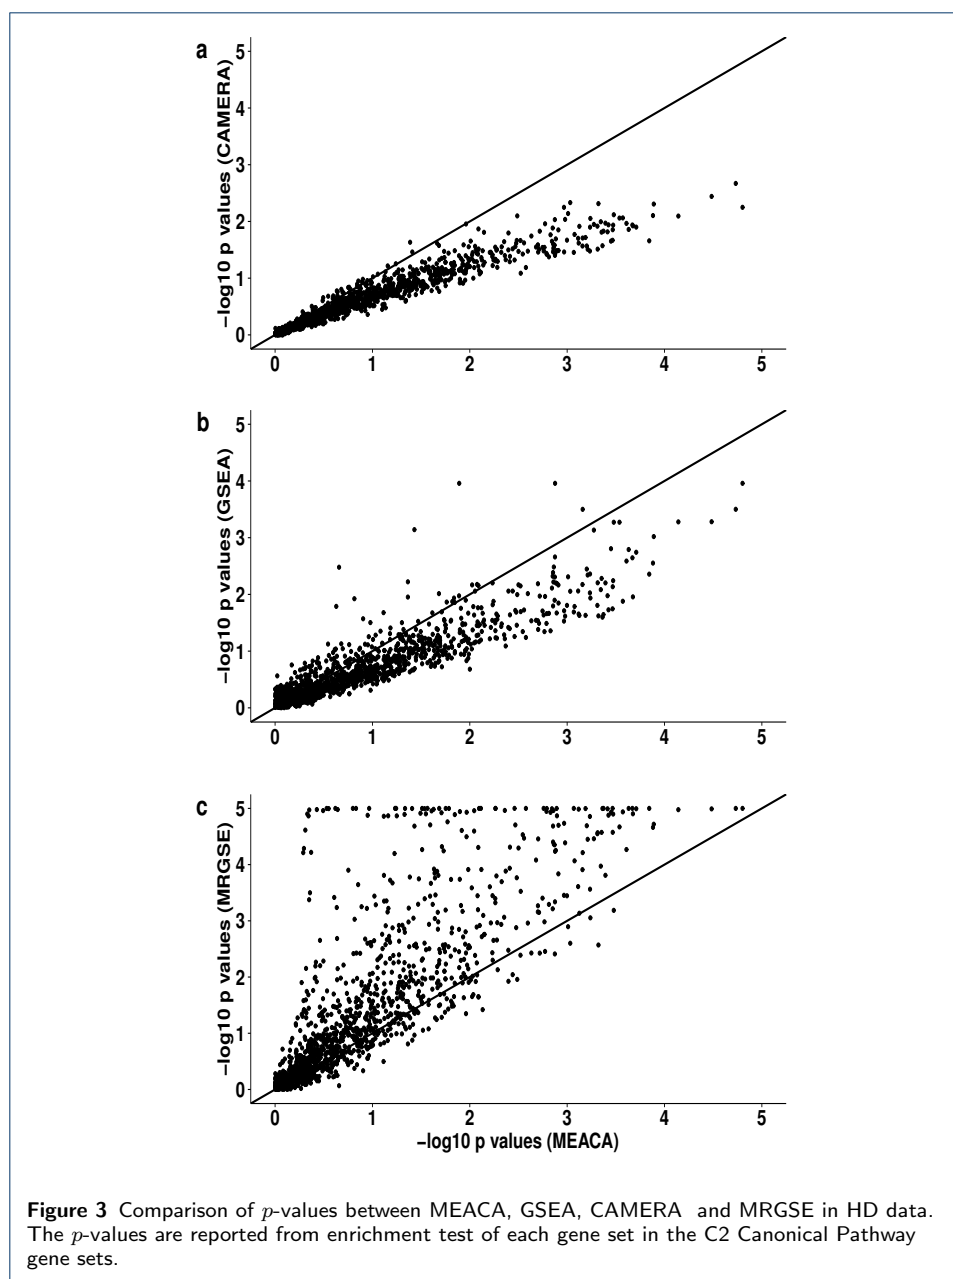 a
−log10 p values (CAMERA)
5
4
3
2
1
0
0 1 2 3 4 5
b
−log10 p values (GSEA)
5
4
3
2
1
0
0 1 2 3 4 5
c
−log10 p values (MRGSE)
5
4
3
2
1
0
0 1 2 3 4 5
−log10 p values (MEACA)
Figure 3 Comparison of p-values between MEACA, GSEA, CAMERA and MRGSE in HD data.
The p-values are reported from enrichment test of each gene set in the C2 Canonical Pathway
gene sets.